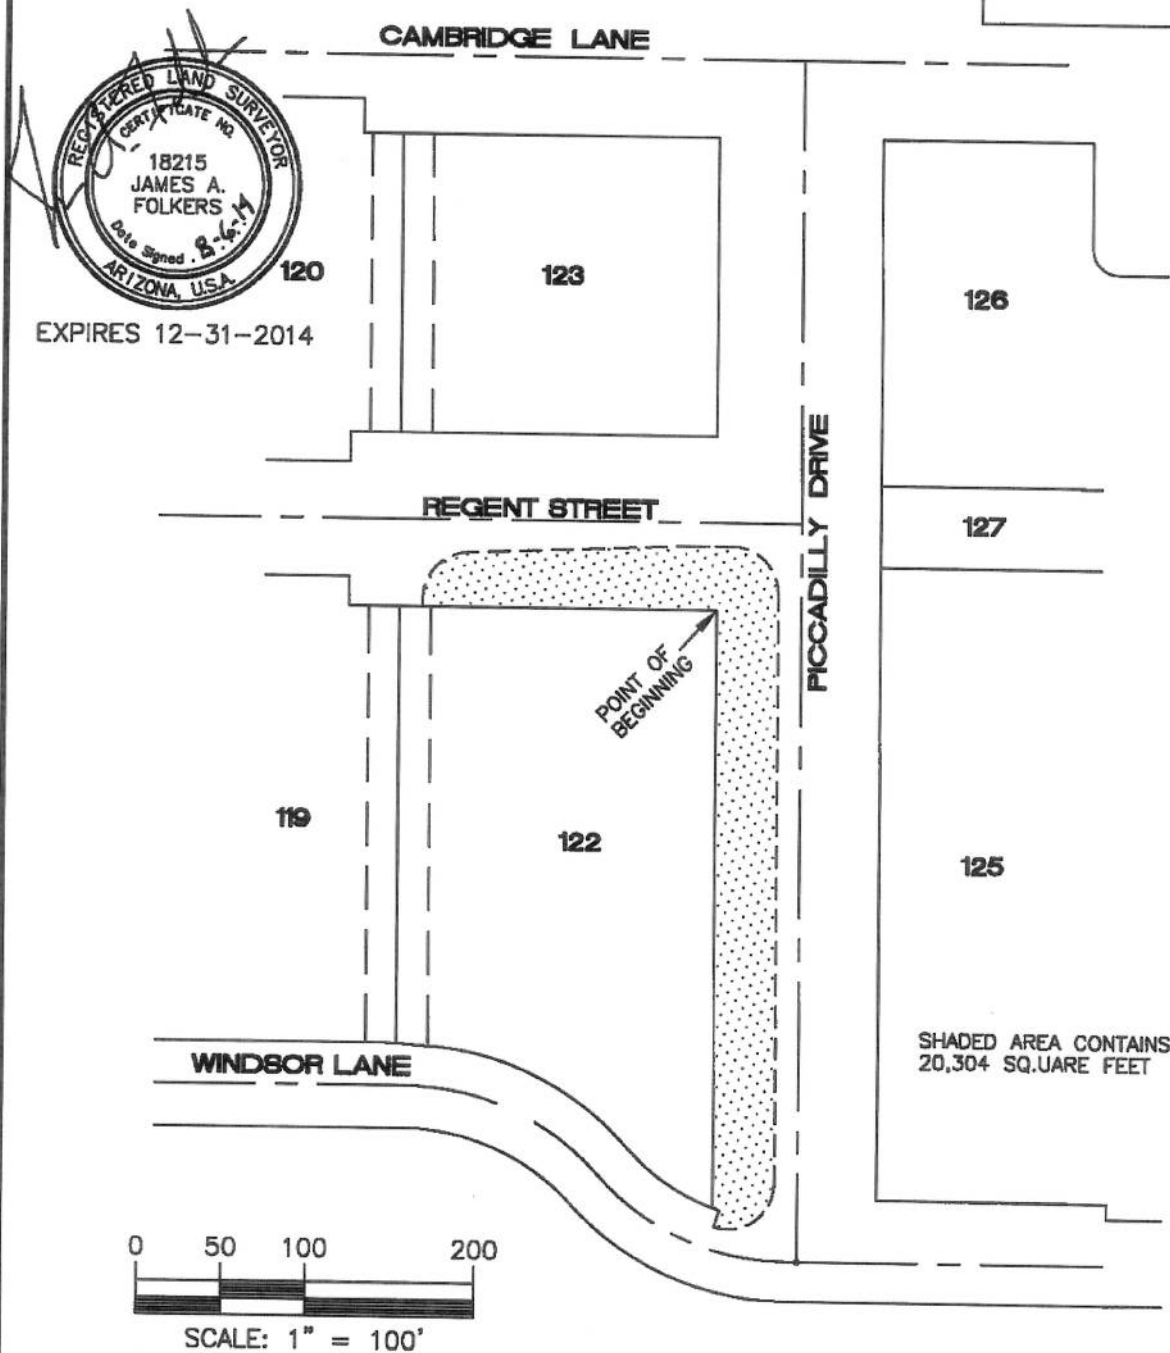 CAMBRIDGE LANE
REGISTERED LAND SURVEYOR
CERTIFICATE NO.
18215
JAMES A.
FOLKERS
Date Signed
ARIZONA, U.S.A.
EXPIRES 12-31-2014
120
123
126
REGENT STREET
PICCADILLY DRIVE
127
POINT OF
BEGINNING
119
122
125
WINDSOR LANE
SHADED AREA CONTAINS
20,304 SQ.UARE FEET
0 50 100 200
SCALE: 1" = 100'